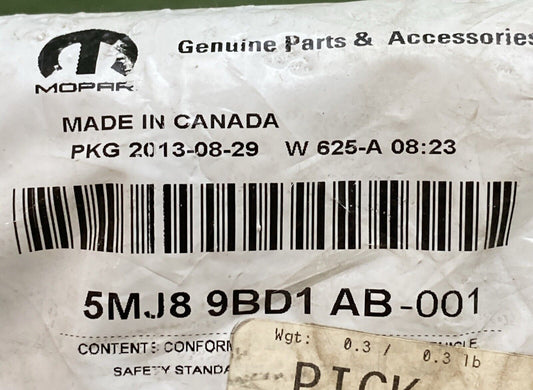 MOPAR
Genuine Parts & Accessories
MADE IN CANADA
PKG 2013-08-29 W 625-A 08:23
5MJ8 9BD1 AB-001
CONTENTS CONFORM
SAFETY STANDA
Wgt: 0.3 / 0.3 lb
PICK